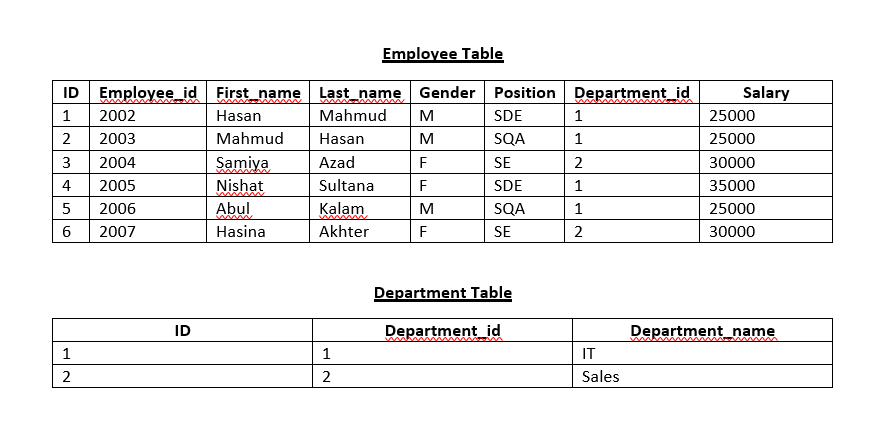 Employee Table
ID Employee_id First_name Last_name Gender Position Department_id Salary
1 2002 Hasan Mahmud M SDE 1 25000
2 2003 Mahmud Hasan M SQA 1 25000
3 2004 Samiya Azad F SE 2 30000
4 2005 Nishat Sultana F SDE 1 35000
5 2006 Abul Kalam M SQA 1 25000
6 2007 Hasina Akhter F SE 2 30000
Department Table
ID Department_id Department_name
1 1 IT
2 2 Sales